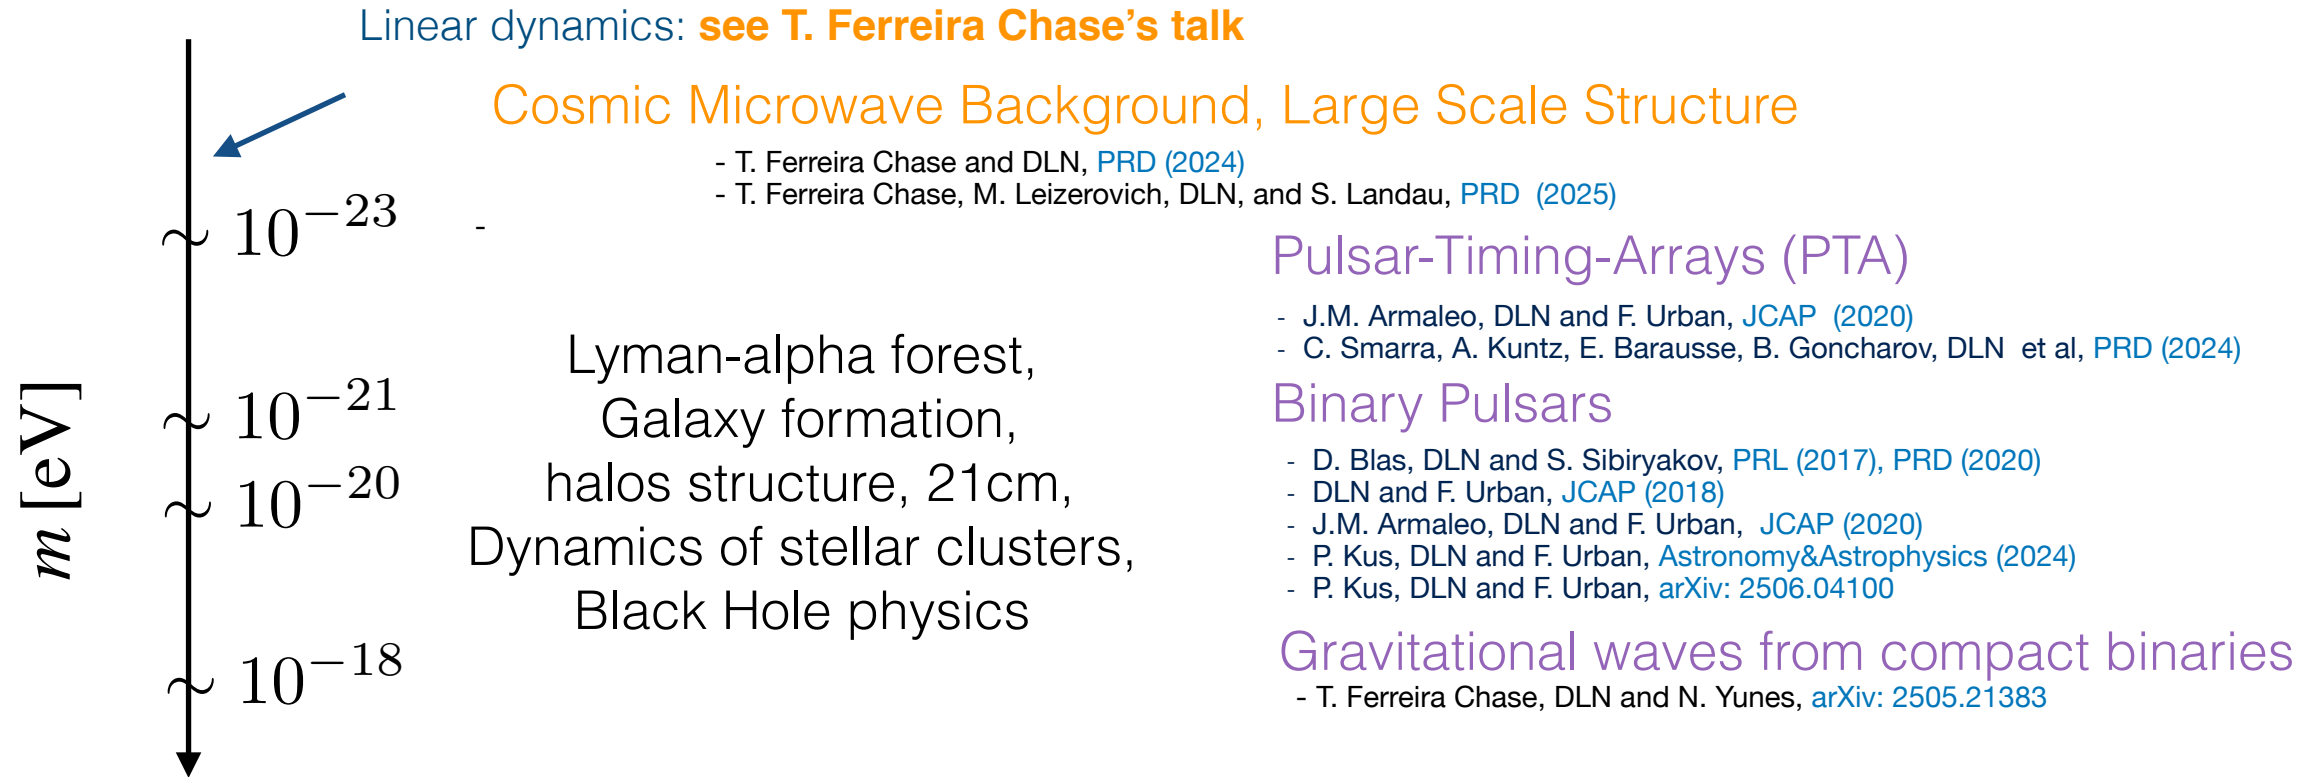 Linear dynamics: see T. Ferreira Chase's talk
Cosmic Microwave Background, Large Scale Structure
- T. Ferreira Chase and DLN, PRD (2024)
- T. Ferreira Chase, M. Leizerovich, DLN, and S. Landau, PRD (2025)
∼ 10⁻²³
-
Pulsar-Timing-Arrays (PTA)
- J.M. Armaleo, DLN and F. Urban, JCAP (2020)
- C. Smarra, A. Kuntz, E. Barausse, B. Goncharov, DLN et al, PRD (2024)
m [eV]
∼ 10⁻²¹
∼ 10⁻²⁰
∼ 10⁻¹⁸
Lyman-alpha forest,
Galaxy formation,
halos structure, 21cm,
Dynamics of stellar clusters,
Black Hole physics
Binary Pulsars
- D. Blas, DLN and S. Sibiryakov, PRL (2017), PRD (2020)
- DLN and F. Urban, JCAP (2018)
- J.M. Armaleo, DLN and F. Urban, JCAP (2020)
- P. Kus, DLN and F. Urban, Astronomy&Astrophysics (2024)
- P. Kus, DLN and F. Urban, arXiv: 2506.04100
Gravitational waves from compact binaries
- T. Ferreira Chase, DLN and N. Yunes, arXiv: 2505.21383